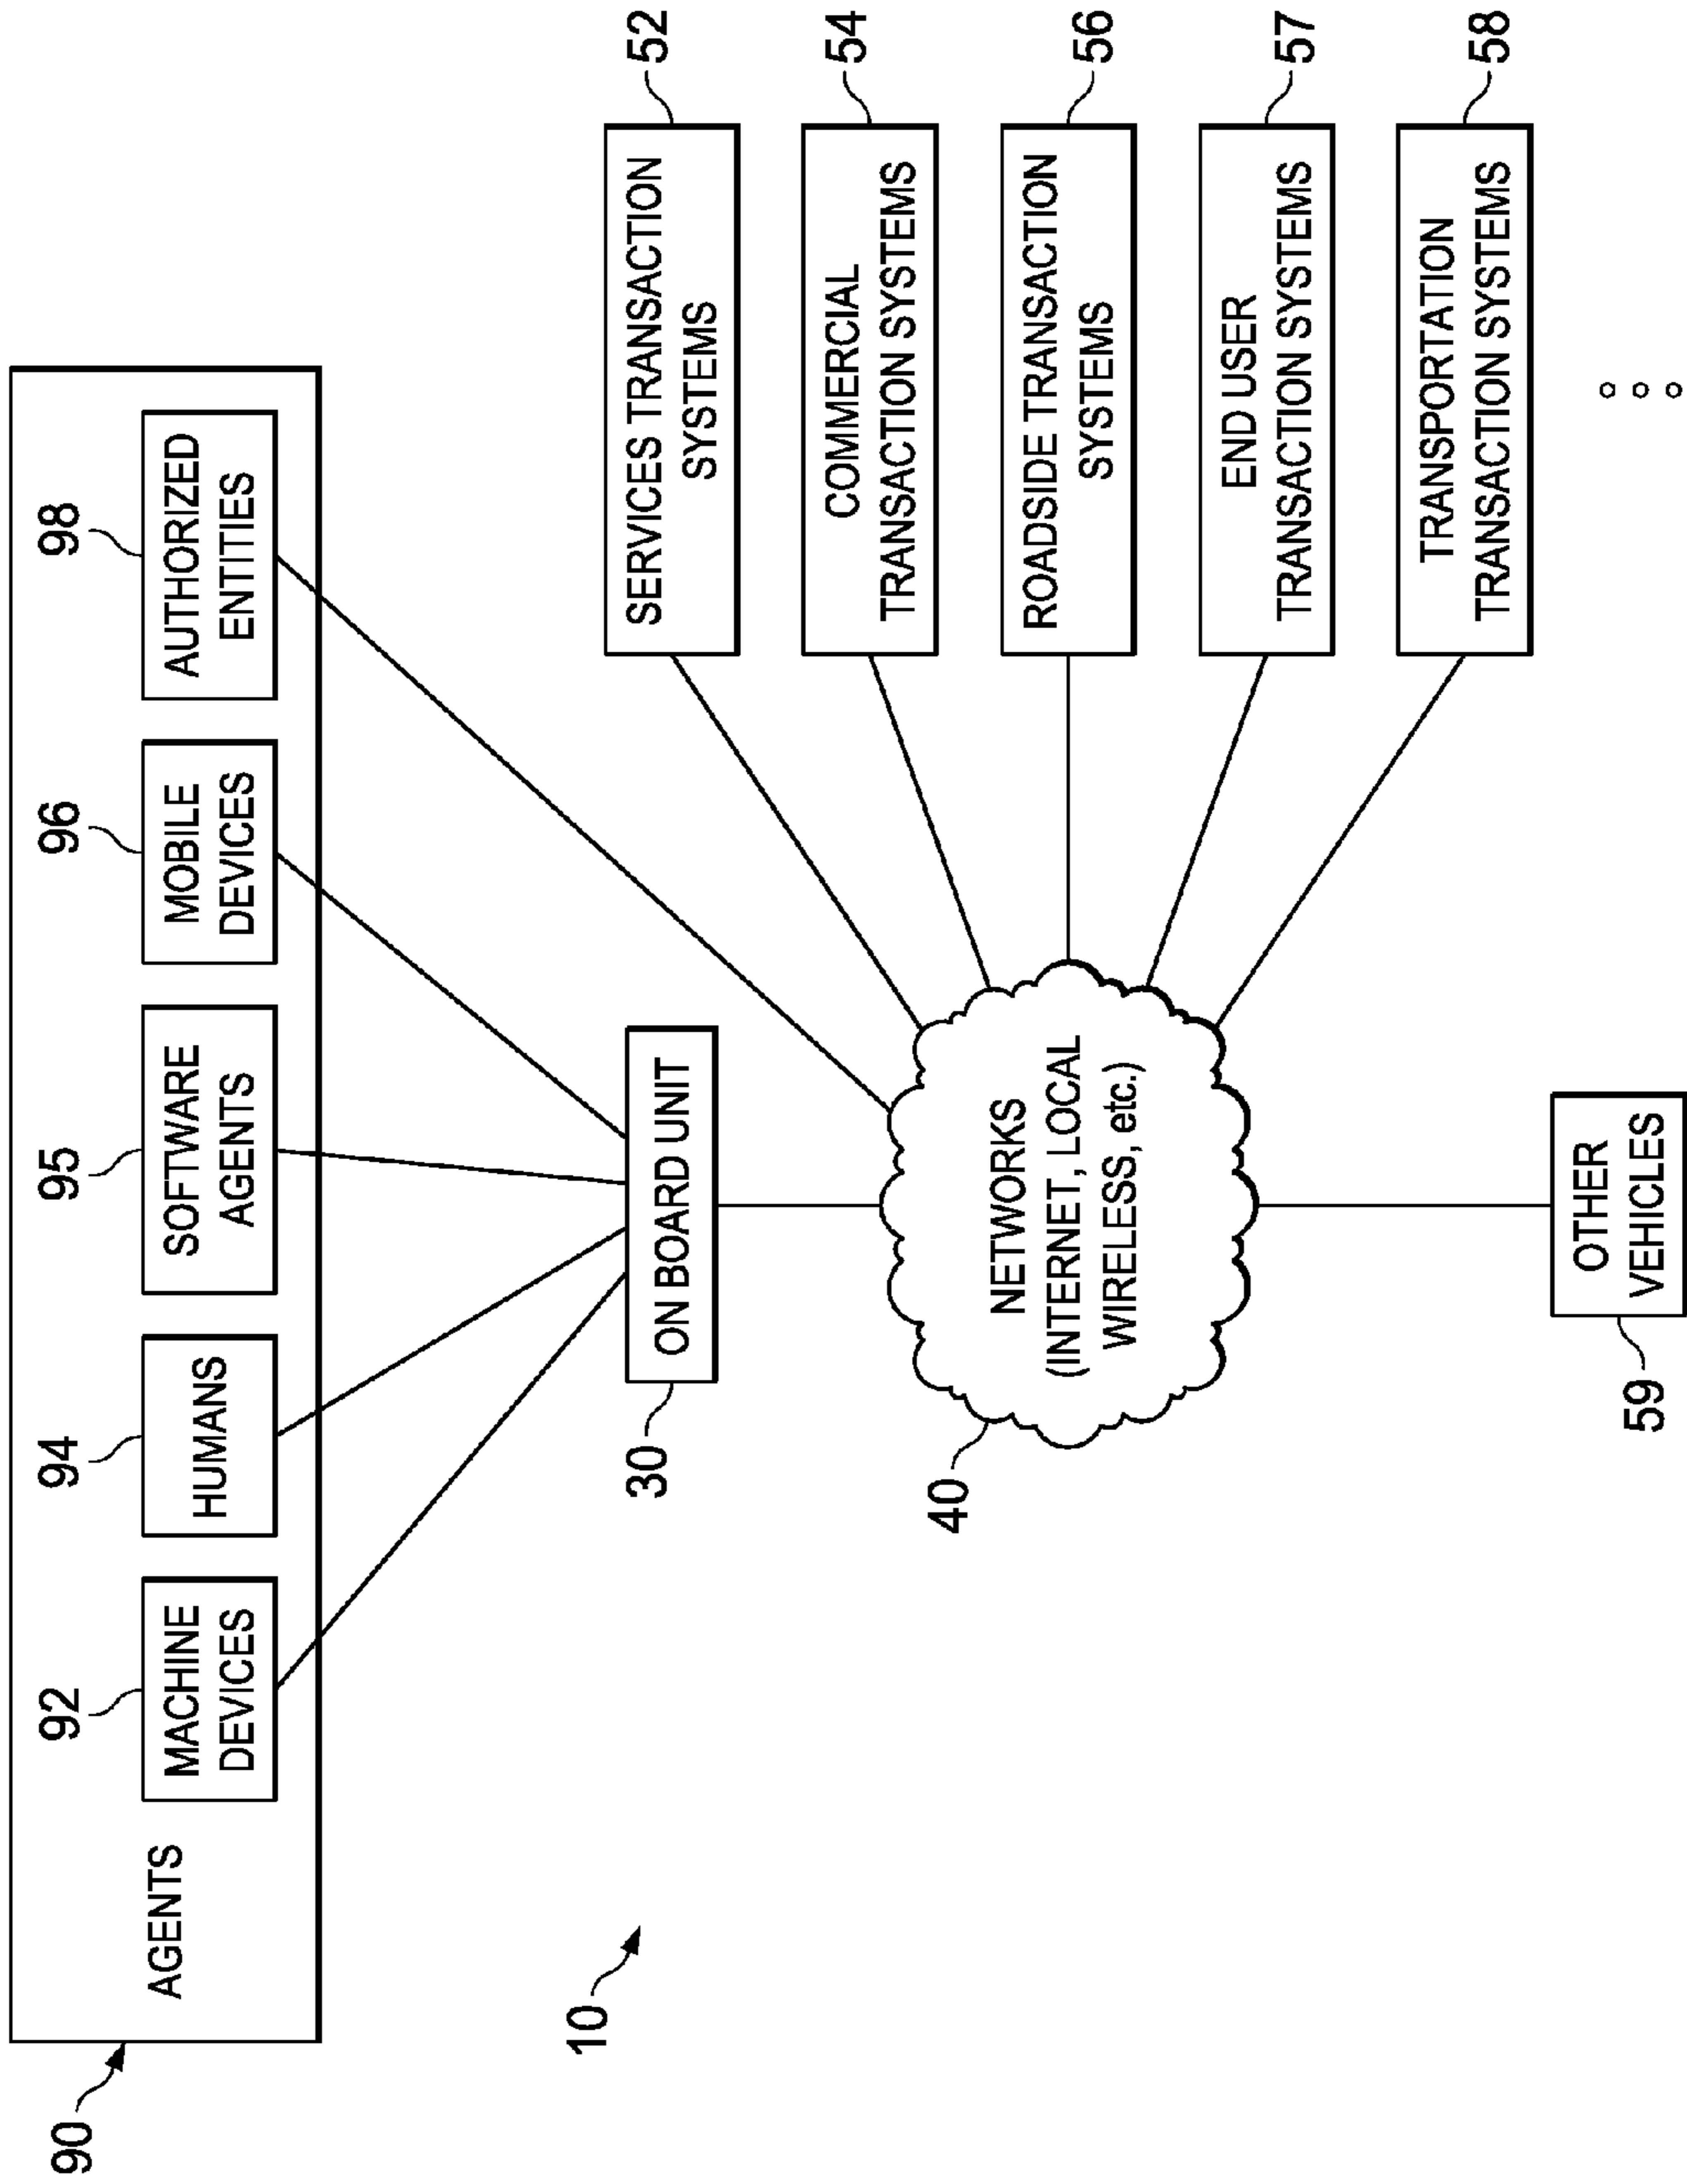 90
AGENTS
92
MACHINE
DEVICES
94
HUMANS
95
SOFTWARE
AGENTS
96
MOBILE
DEVICES
98
AUTHORIZED
ENTITIES
10
30
ON BOARD UNIT
40
NETWORKS
(INTERNET, LOCAL
WIRELESS, etc.)
59
OTHER
VEHICLES
SERVICES TRANSACTION
SYSTEMS
52
COMMERCIAL
TRANSACTION SYSTEMS
54
ROADSIDE TRANSACTION
SYSTEMS
56
END USER
TRANSACTION SYSTEMS
57
TRANSPORTATION
TRANSACTION SYSTEMS
58